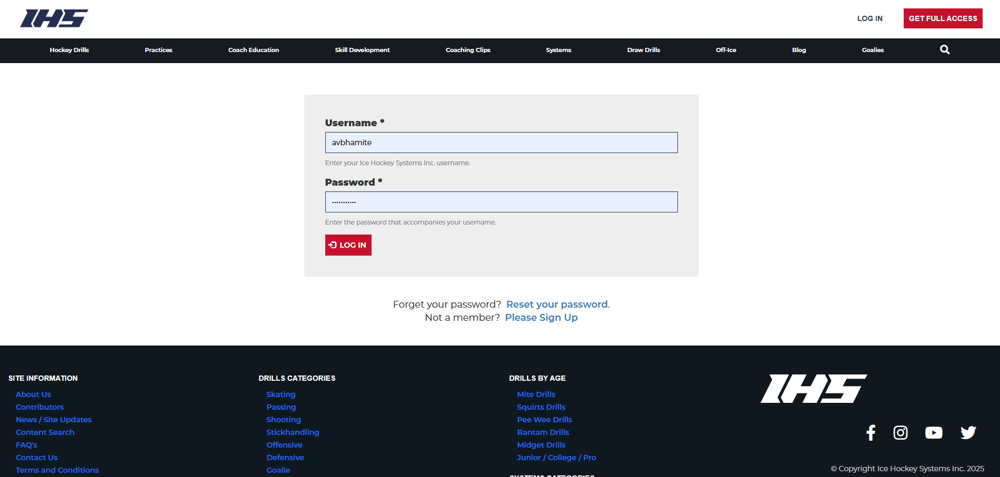 IHS
LOG IN
GET FULL ACCESS
Hockey Drills
Practices
Coach Education
Skill Development
Coaching Clips
Systems
Draw Drills
Off-Ice
Blog
Goalies
Username *
avbhamite
Enter your Ice Hockey Systems Inc. username.
Password *
...........
Enter the password that accompanies your username.
LOG IN
Forget your password? Reset your password.
Not a member? Please Sign Up
SITE INFORMATION
About Us
Contributors
News / Site Updates
Content Search
FAQ's
Contact Us
Terms and Conditions
DRILLS CATEGORIES
Skating
Passing
Shooting
Stickhandling
Offensive
Defensive
Goalie
DRILLS BY AGE
Mite Drills
Squirts Drills
Pee Wee Drills
Bantam Drills
Midget Drills
Junior / College / Pro
SYSTEMS CATEGORIES
IHS
© Copyright Ice Hockey Systems Inc. 2025